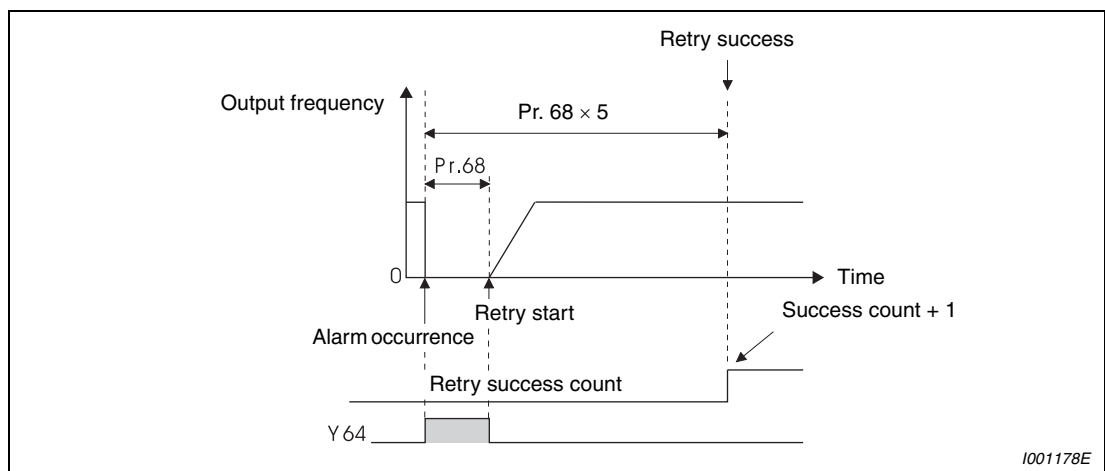 Retry success
Output frequency
Pr. 68 × 5
Pr.68
0
Time
Retry start
Success count + 1
Alarm occurrence
Retry success count
Y64
I001178E